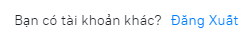 Bạn có tài khoản khác? Đăng Xuất